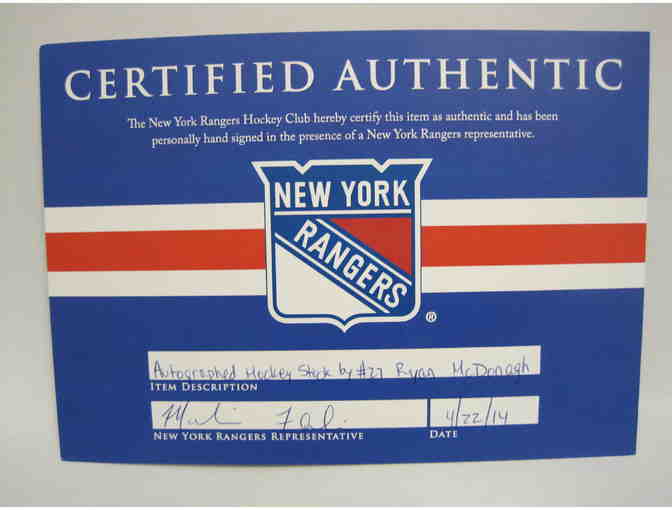 CERTIFIED AUTHENTIC
The New York Rangers Hockey Club hereby certify this item as authentic and has been
personally hand signed in the presence of a New York Rangers representative.
NEW YORK
RANGERS
®
Autographed Hockey Stick by #27 Ryan McDonagh
ITEM DESCRIPTION
4/22/14
NEW YORK RANGERS REPRESENTATIVE DATE